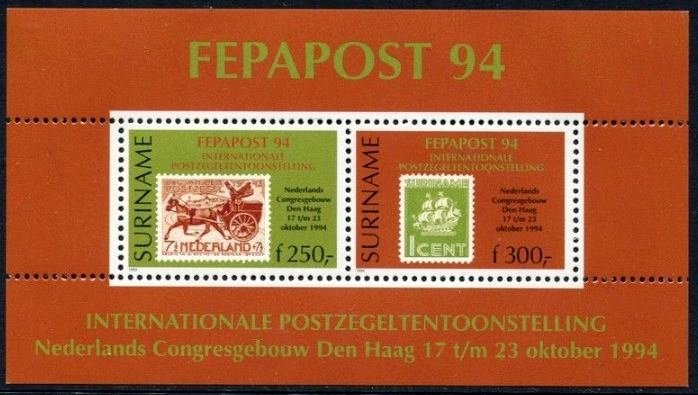 FEPAPOST 94
SURINAME
FEPAPOST 94
INTERNATIONALE
POSTZEGELTENTOONSTELLING
POSTZEGEL
7½ NEDERLAND +7½
Nederlands
Congresgebouw
Den Haag
17 t/m 23
oktober 1994
f 250,-
1994
SURINAME
FEPAPOST 94
INTERNATIONALE
POSTZEGELTENTOONSTELLING
SURINAME
1 CENT
Nederlands
Congresgebouw
Den Haag
17 t/m 23
oktober 1994
f 300,-
1994
INTERNATIONALE POSTZEGELTENTOONSTELLING
Nederlands Congresgebouw Den Haag 17 t/m 23 oktober 1994